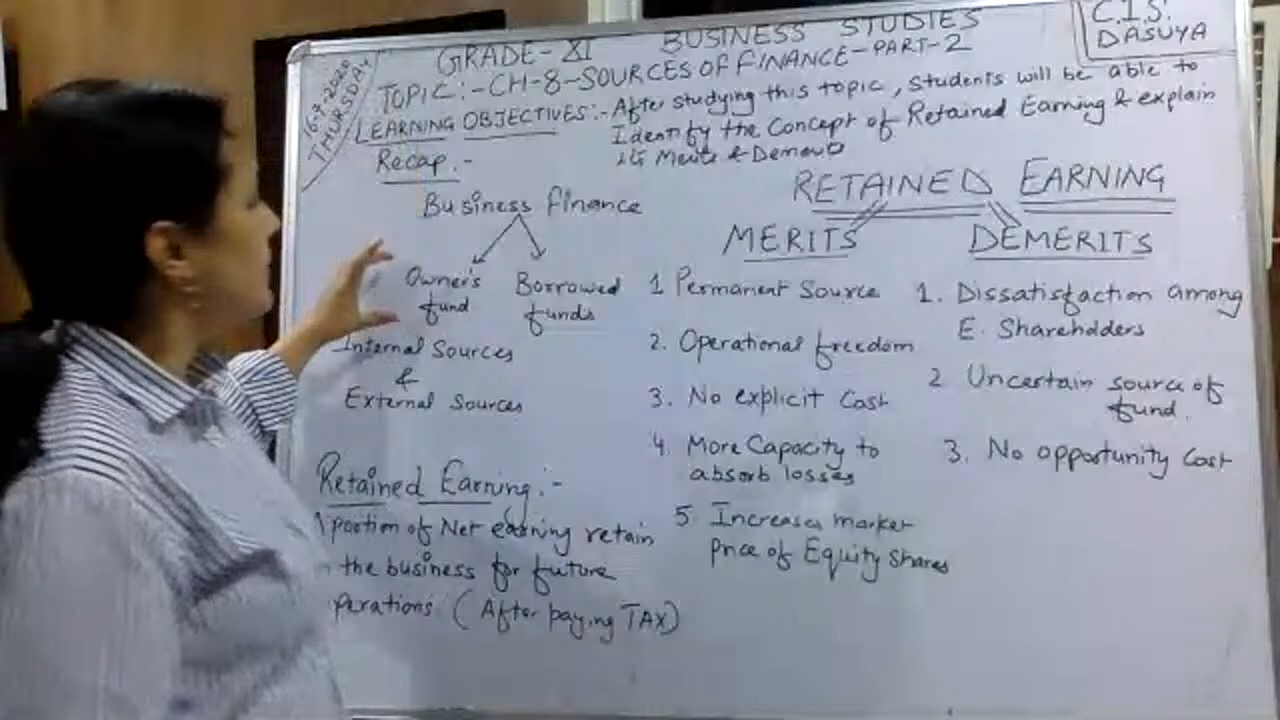 16-7-2020
THURSDAY
GRADE-XI BUSINESS STUDIES
C.I.S.
DASUYA
TOPIC:-CH-8-SOURCES OF FINANCE-PART-2
LEARNING OBJECTIVES:-After studying this topic, students will be able to
Identify the Concept of Retained Earning & explain
its Merits & Demerits
Recap.-
Business finance
Owner's
fund
Borrowed
funds
Internal Sources
&
External Sources
Retained Earning:-
A portion of Net earning retain
the business for future
perations (After paying TAX)
RETAINED EARNING
MERITS
1 Permanent Source
2. Operational freedom
3. No explicit Cost
4. More Capacity to
absorb losses
5. Increases market
price of Equity Shares
DEMERITS
1. Dissatisfaction among
E. Shareholders
2 Uncertain source of
fund.
3. No opportunity Cost